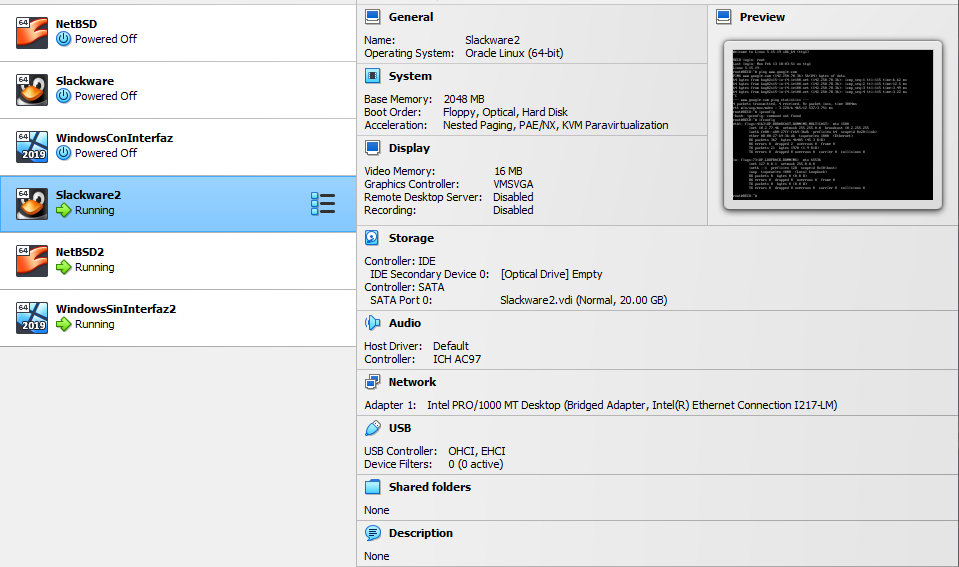 64
NetBSD
Powered Off
64
Slackware
Powered Off
64
2019
WindowsConInterfaz
Powered Off
64
Slackware2
Running
64
NetBSD2
Running
64
2019
WindowsSinInterfaz2
Running
General
Name: Slackware2
Operating System: Oracle Linux (64-bit)
System
Base Memory: 2048 MB
Boot Order: Floppy, Optical, Hard Disk
Acceleration: Nested Paging, PAE/NX, KVM Paravirtualization
Display
Video Memory: 16 MB
Graphics Controller: VMSVGA
Remote Desktop Server: Disabled
Recording: Disabled
Preview
Storage
Controller: IDE
IDE Secondary Device 0: [Optical Drive] Empty
Controller: SATA
SATA Port 0: Slackware2.vdi (Normal, 20.00 GB)
Audio
Host Driver: Default
Controller: ICH AC97
Network
Adapter 1: Intel PRO/1000 MT Desktop (Bridged Adapter, Intel(R) Ethernet Connection I217-LM)
USB
USB Controller: OHCI, EHCI
Device Filters: 0 (0 active)
Shared folders
None
Description
None